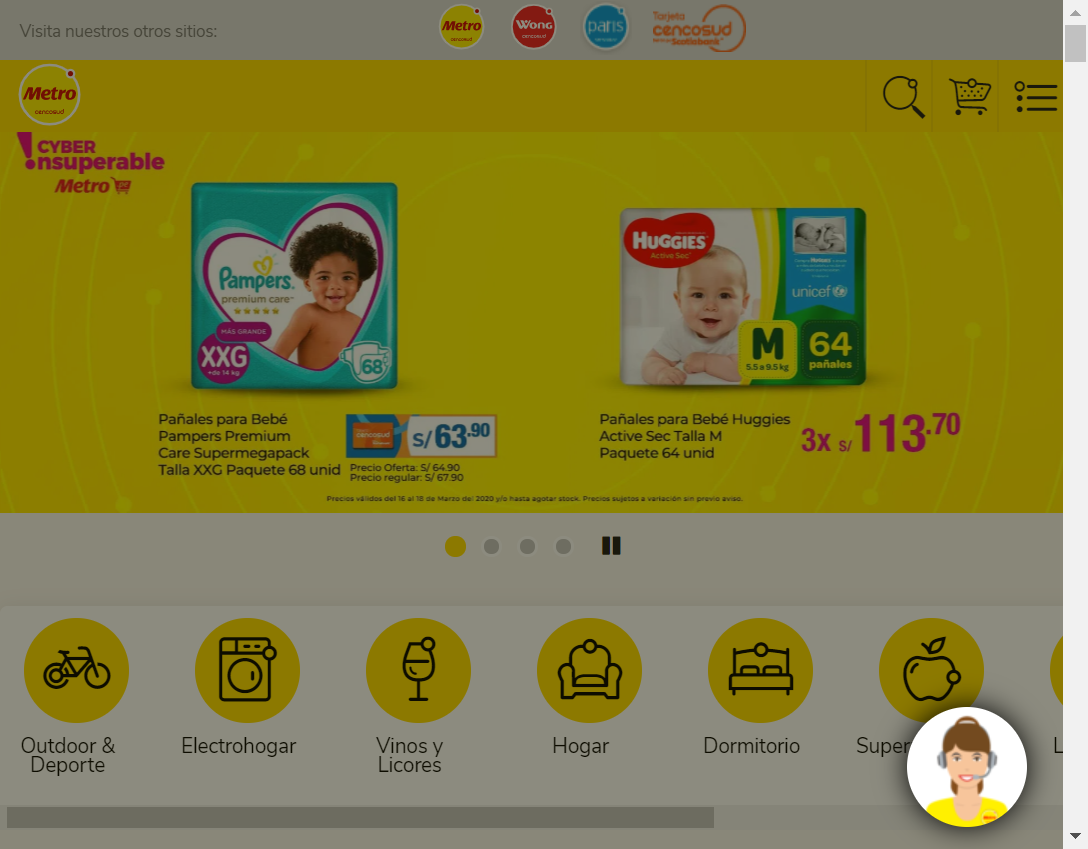 Visita nuestros otros sitios:
Metro
cencosud
Wong
cencosud
paris
cencosud
Tarjeta
cencosud
Scotiabank
Metro
cencosud
CYBER
nsuperable
Metro
Pampers.
premium care
MÁS GRANDE
XXG
+de 14 kg
68
HUGGIES
Active Sec
unicef
M
5.5 a 9.5 kg
64
pañales
Pañales para Bebé
Pampers Premium
Care Supermegapack
Talla XXG Paquete 68 unid
cencosud
S/ 63.90
Precio Oferta: S/ 64.90
Precio regular: S/ 67.90
Pañales para Bebé Huggies
Active Sec Talla M
Paquete 64 unid
3x S/ 113.70
Precios válidos del 16 al 18 de Marzo del 2020 y/o hasta agotar stock. Precios sujetos a variación sin previo aviso.
Outdoor &
Deporte
Electrohogar
Vinos y
Licores
Hogar
Dormitorio
Super
L